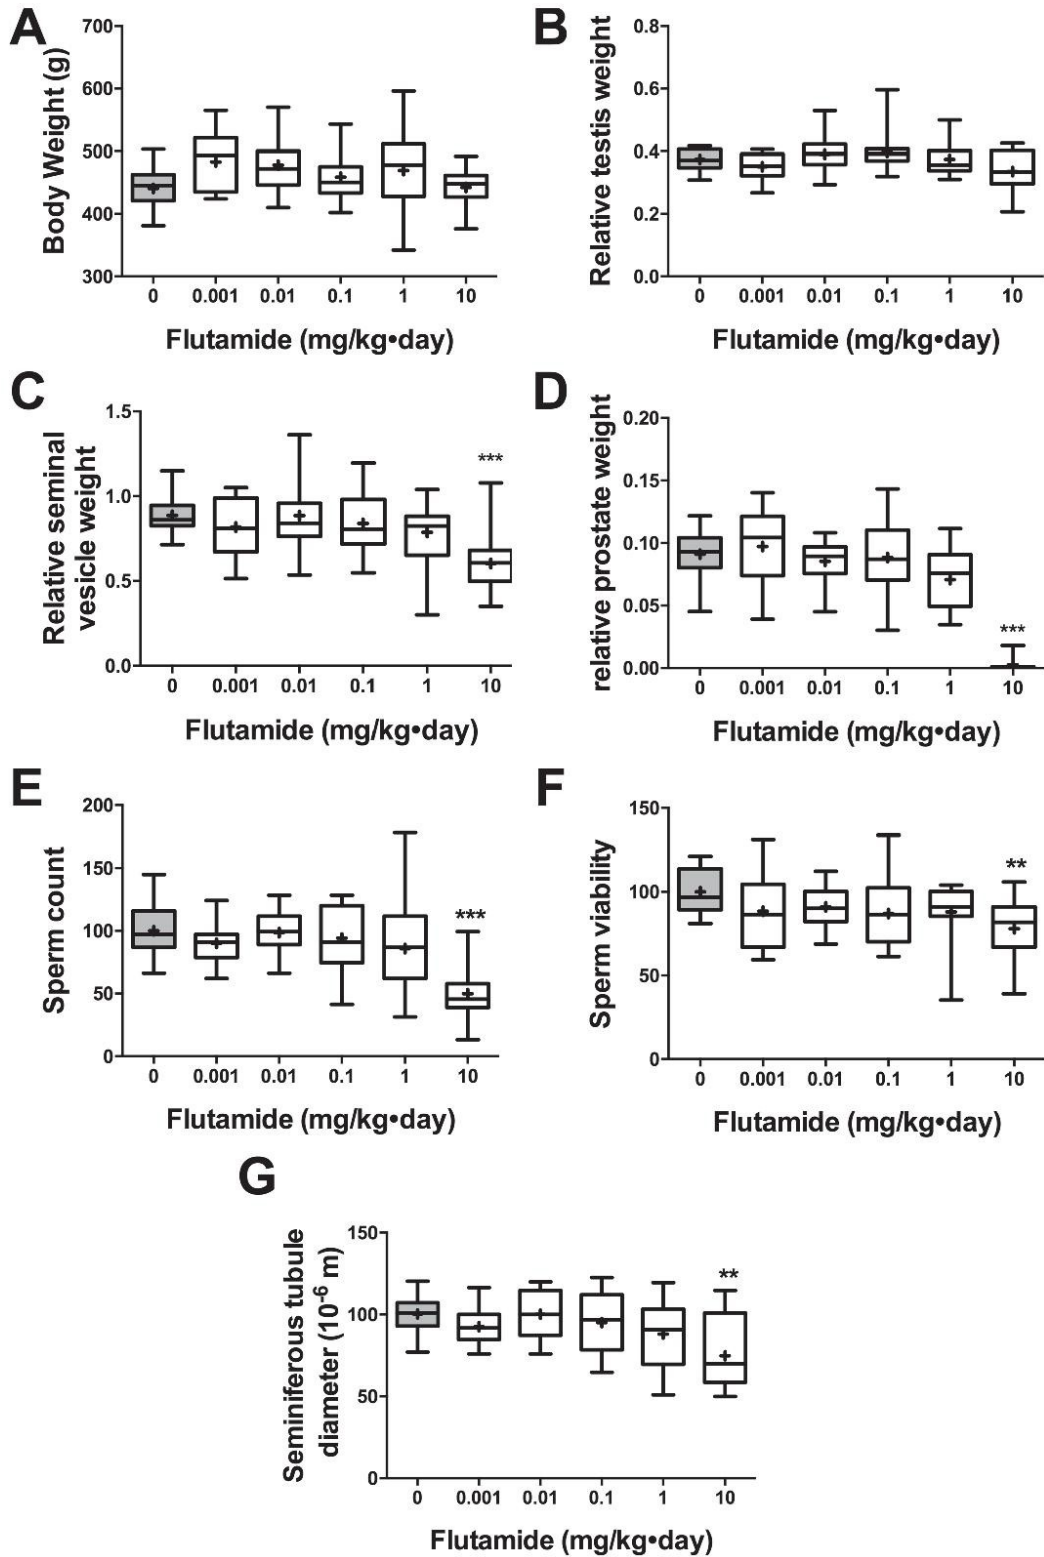 A
Body Weight (g)
700
600
500
400
300
0 0.001 0.01 0.1 1 10
Flutamide (mg/kg•day)
B
Relative testis weight
0.8
0.6
0.4
0.2
0.0
0 0.001 0.01 0.1 1 10
Flutamide (mg/kg•day)
C
Relative seminal
vesicle weight
1.5
1.0
0.5
0.0
***
0 0.001 0.01 0.1 1 10
Flutamide (mg/kg•day)
D
relative prostate weight
0.20
0.15
0.10
0.05
0.00
***
0 0.001 0.01 0.1 1 10
Flutamide (mg/kg•day)
E
Sperm count
200
150
100
50
0
***
0 0.001 0.01 0.1 1 10
Flutamide (mg/kg•day)
F
Sperm viability
150
100
50
0
**
0 0.001 0.01 0.1 1 10
Flutamide (mg/kg•day)
G
Seminiferous tubule
diameter (10⁻⁶ m)
150
100
50
0
**
0 0.001 0.01 0.1 1 10
Flutamide (mg/kg•day)